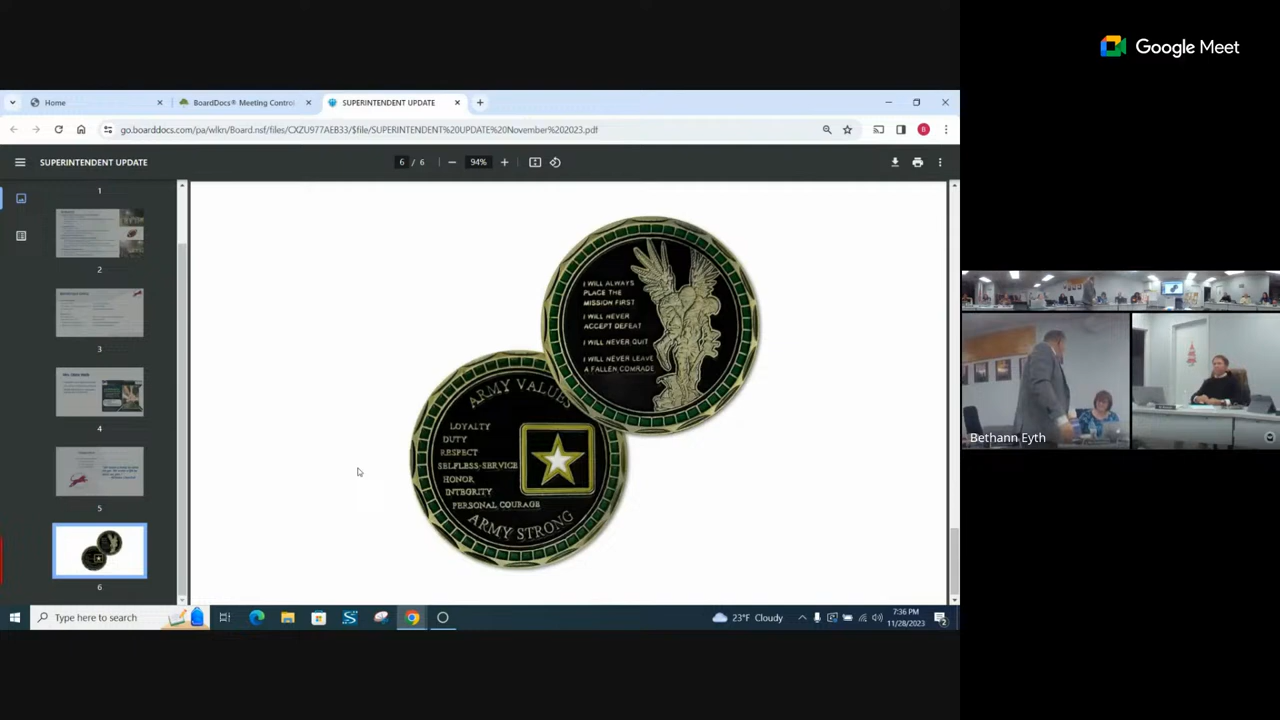 Google Meet
Home
BoardDocs® Meeting Control
SUPERINTENDENT UPDATE
go.boarddocs.com/pa/wlkn/Board.nsf/files/CXZU977AEB33/$file/SUPERINTENDENT%20UPDATE%20November%202023.pdf
SUPERINTENDENT UPDATE
6 / 6
94%
1
2
3
4
5
6
I WILL ALWAYS
PLACE THE
MISSION FIRST
I WILL NEVER
ACCEPT DEFEAT
I WILL NEVER QUIT
I WILL NEVER LEAVE
A FALLEN COMRADE
ARMY VALUES
LOYALTY
DUTY
RESPECT
SELFLESS-SERVICE
HONOR
INTEGRITY
PERSONAL COURAGE
ARMY STRONG
Bethann Eyth
Type here to search
23°F Cloudy
7:36 PM
11/28/2023